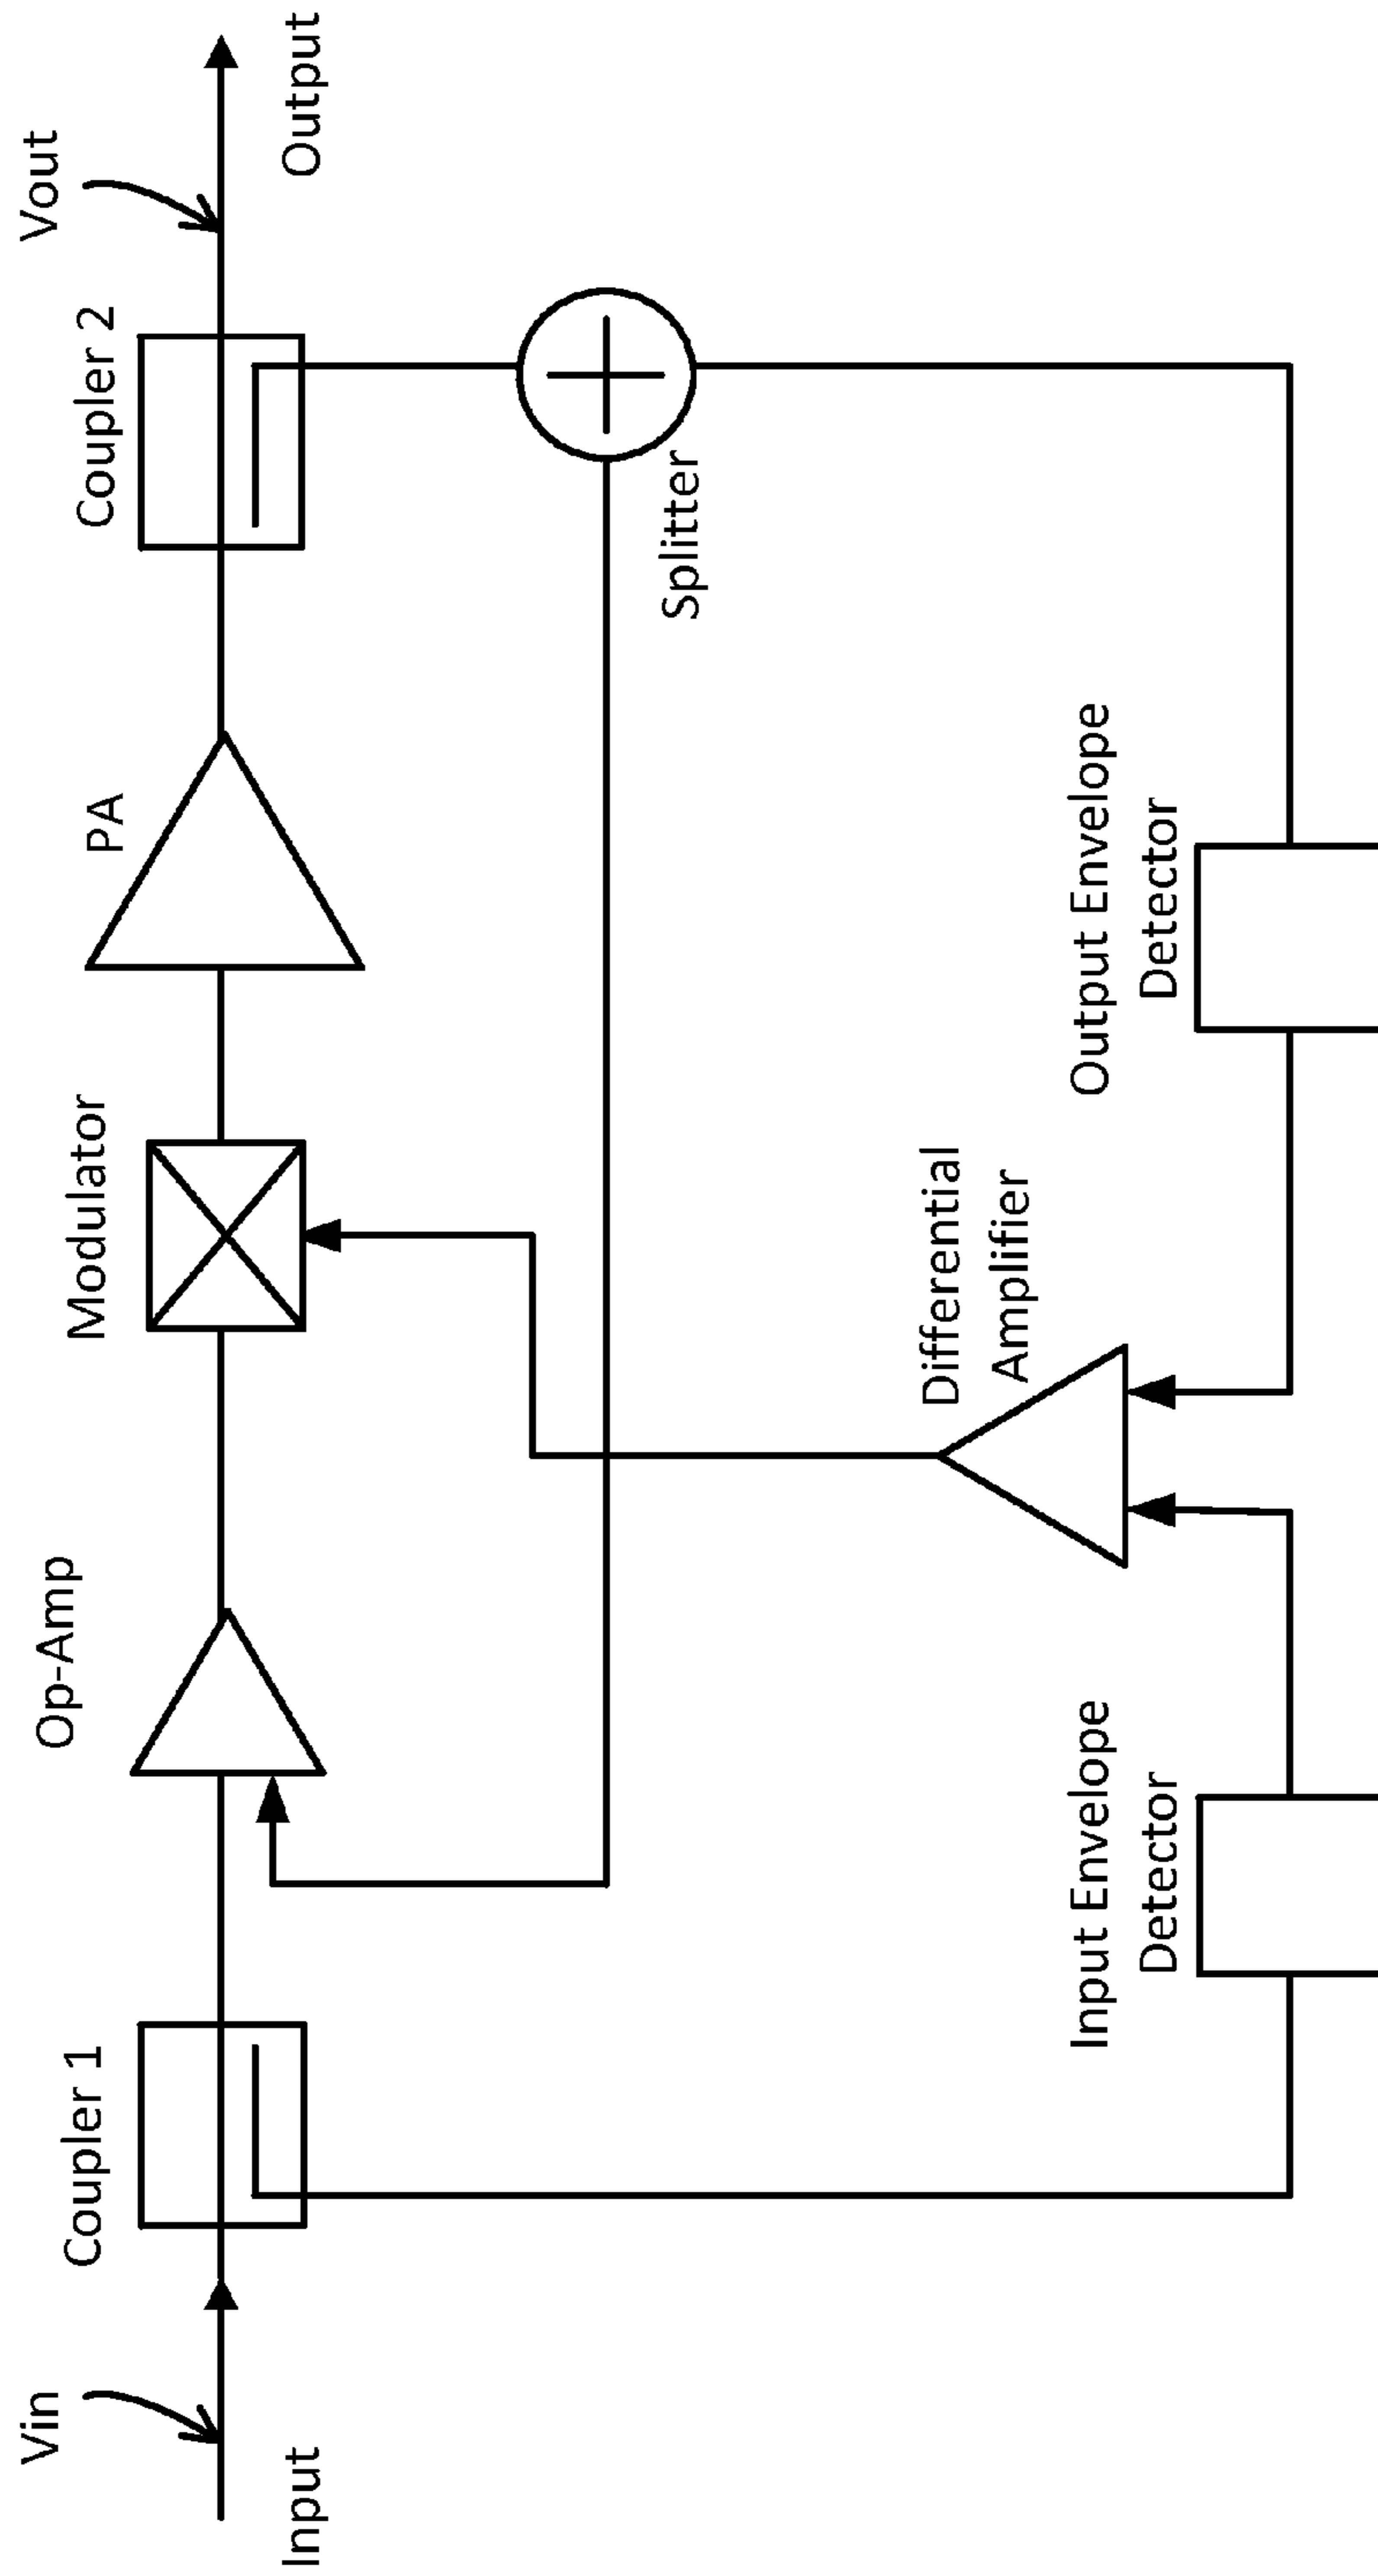 Vin
Input
Coupler 1
Op-Amp
Modulator
PA
Coupler 2
Vout
Output
Splitter
Differential
Amplifier
Input Envelope
Detector
Output Envelope
Detector